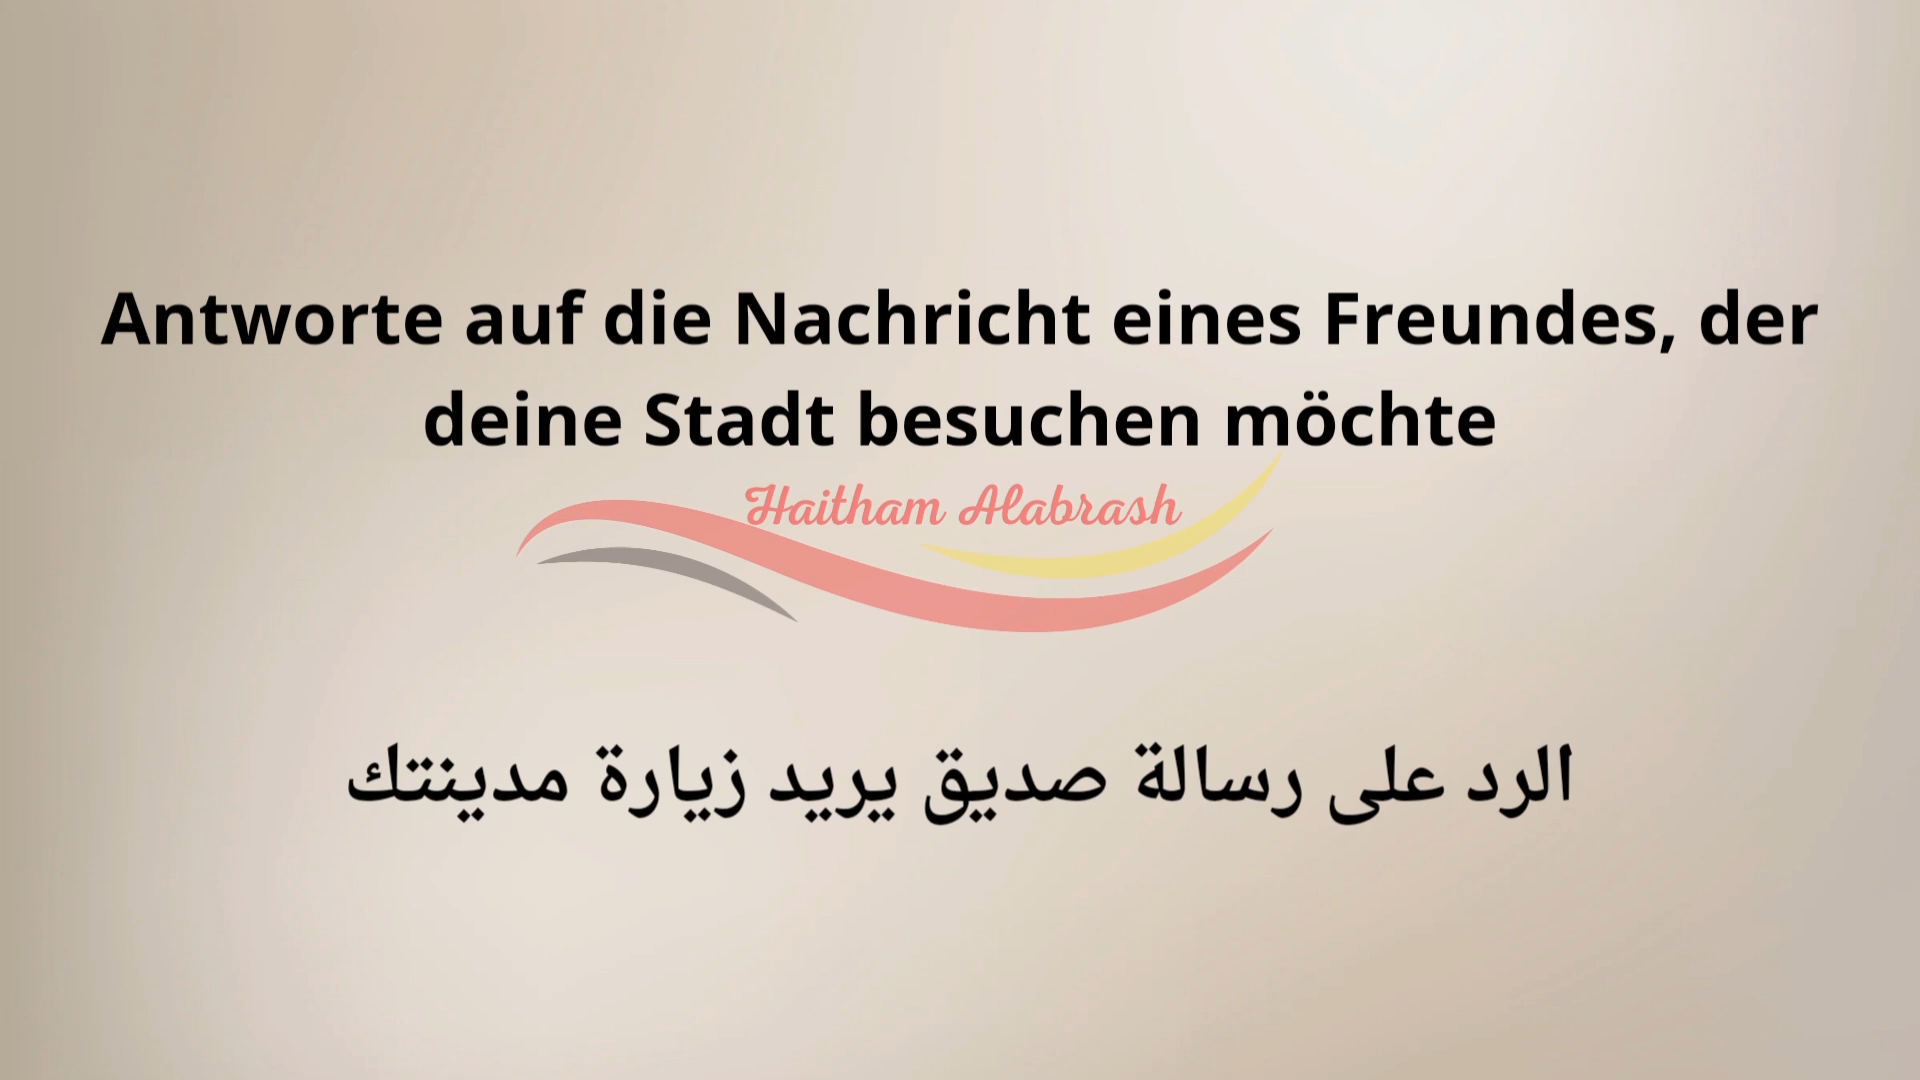 Antworte auf die Nachricht eines Freundes, der
deine Stadt besuchen möchte
Haitham Alabrash
الرد على رسالة صديق يريد زيارة مدينتك